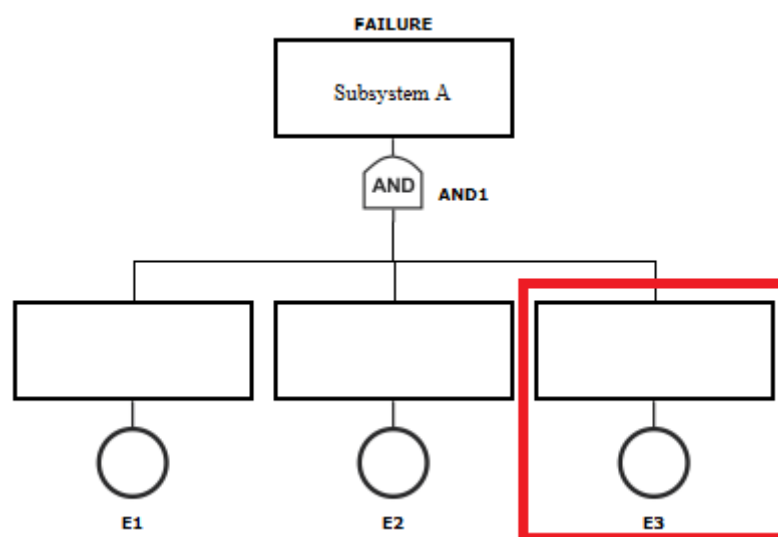 FAILURE
Subsystem A
AND
AND1
E1
E2
E3